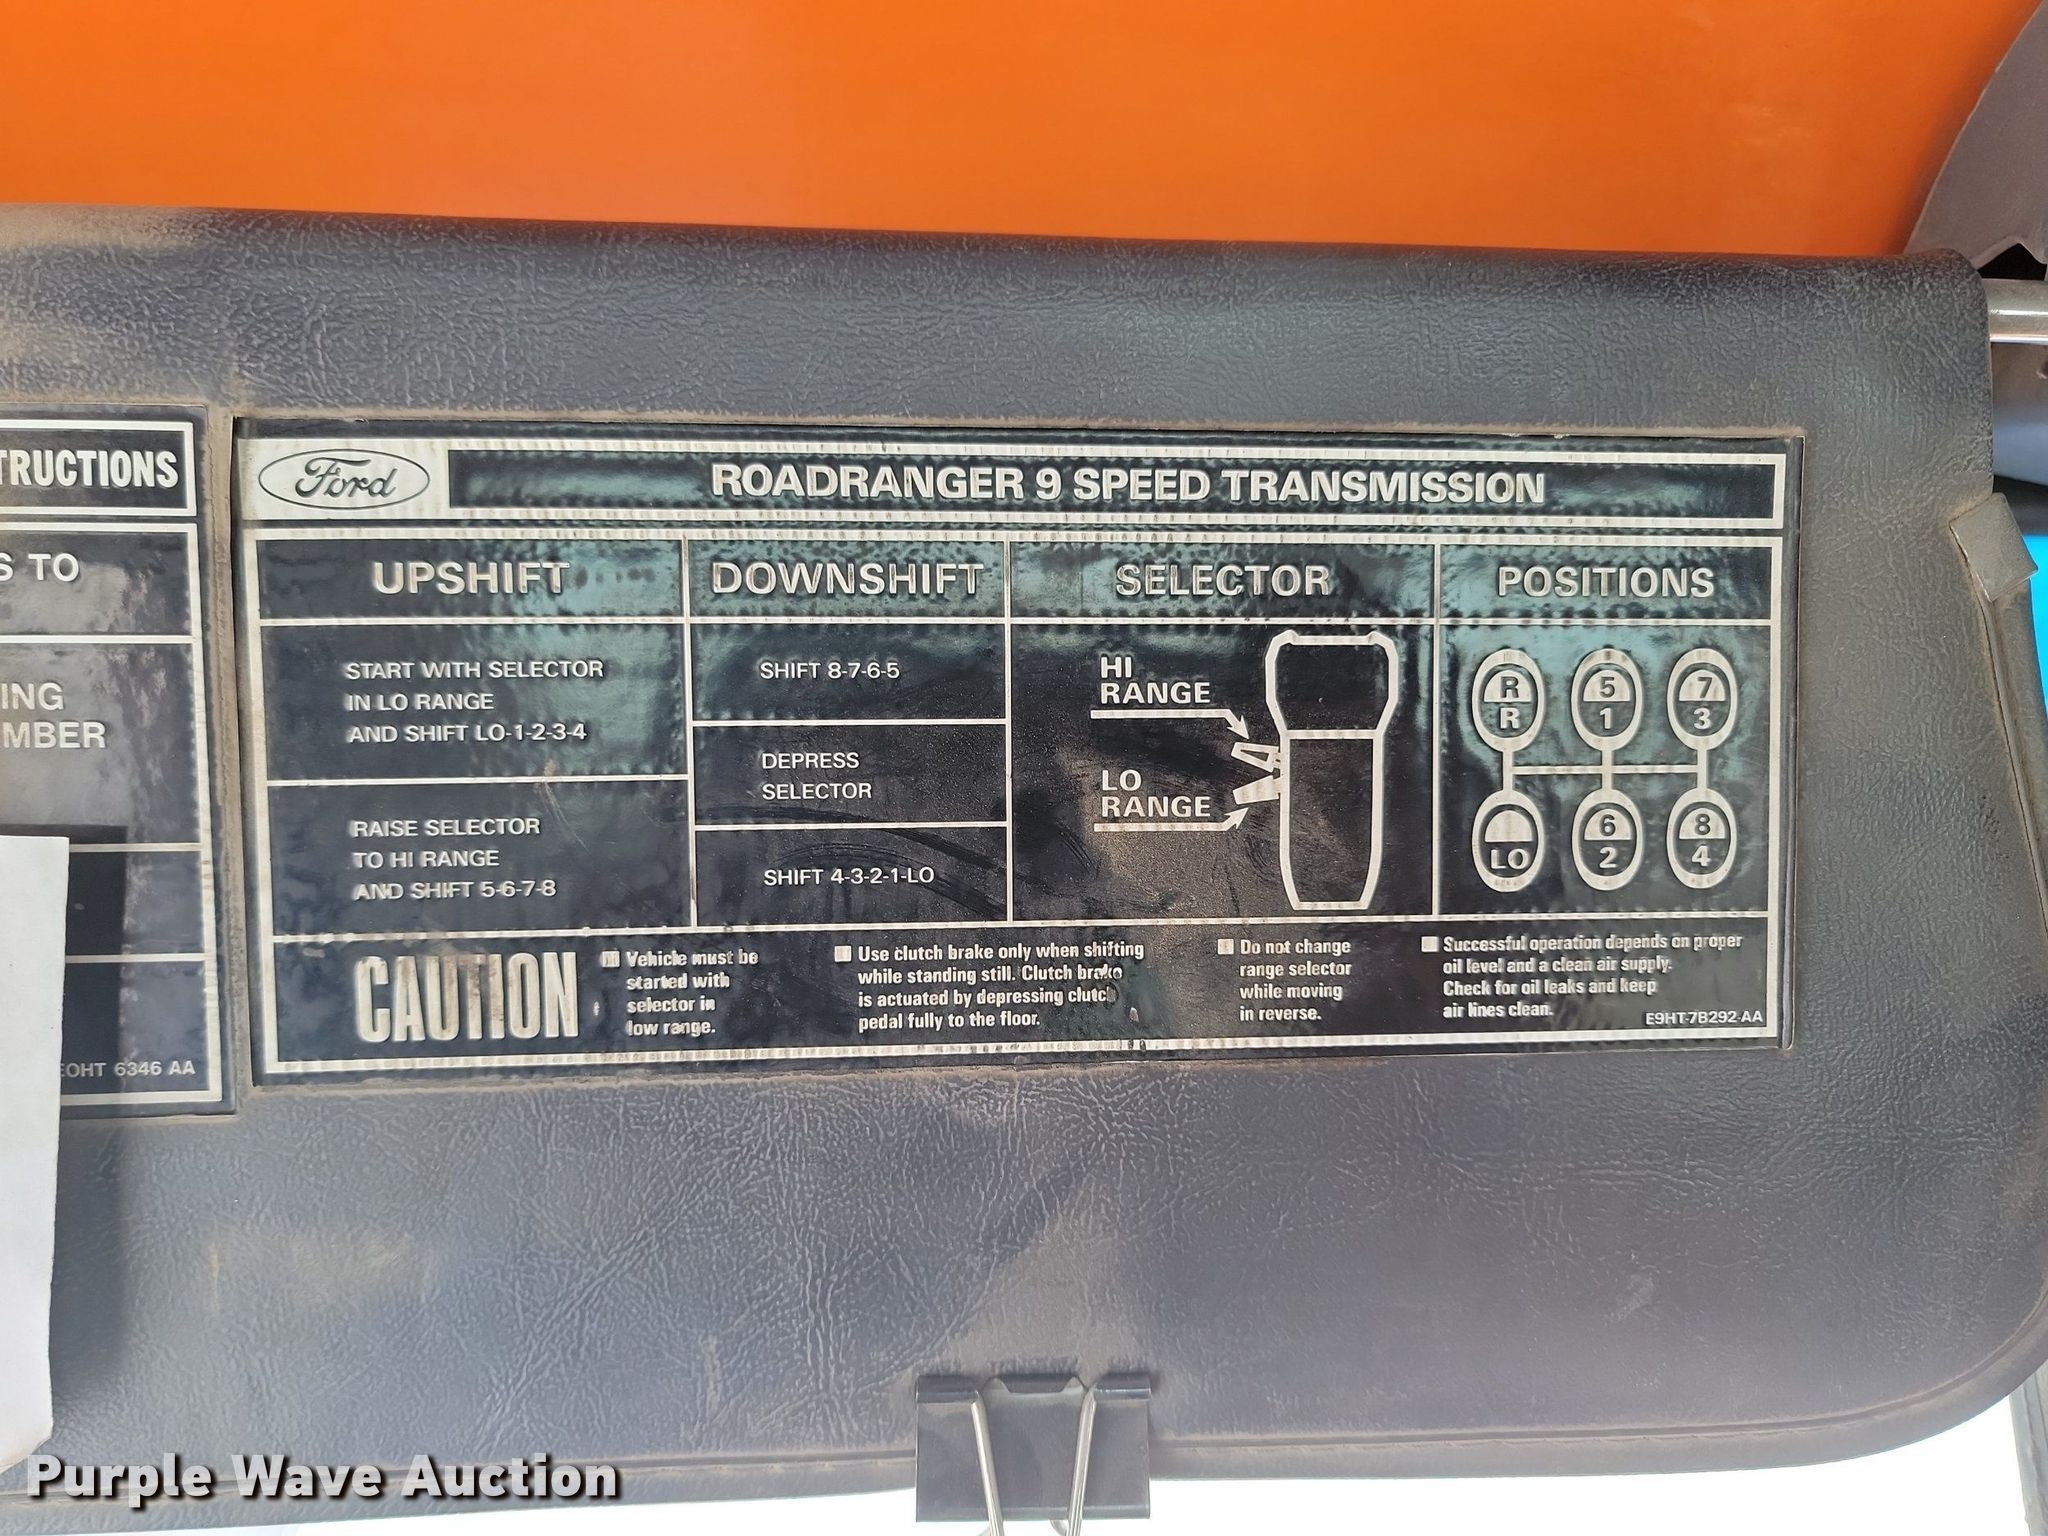 TRUCTIONS
S TO
ING
MBER
EOHT 6346 AA
Ford
ROADRANGER 9 SPEED TRANSMISSION
UPSHIFT
START WITH SELECTOR
IN LO RANGE
AND SHIFT LO-1-2-3-4
RAISE SELECTOR
TO HI RANGE
AND SHIFT 5-6-7-8
DOWNSHIFT
SHIFT 8-7-6-5
DEPRESS
SELECTOR
SHIFT 4-3-2-1-LO
SELECTOR
HI
RANGE
LO
RANGE
POSITIONS
R 5 7
R 1 3
6 8
LO 2 4
CAUTION
Vehicle must be
started with
selector in
low range.
Use clutch brake only when shifting
while standing still. Clutch brake
is actuated by depressing clutch
pedal fully to the floor.
Do not change
range selector
while moving
in reverse.
Successful operation depends on proper
oil level and a clean air supply.
Check for oil leaks and keep
air lines clean.
E9HT-7B292-AA
Purple Wave Auction